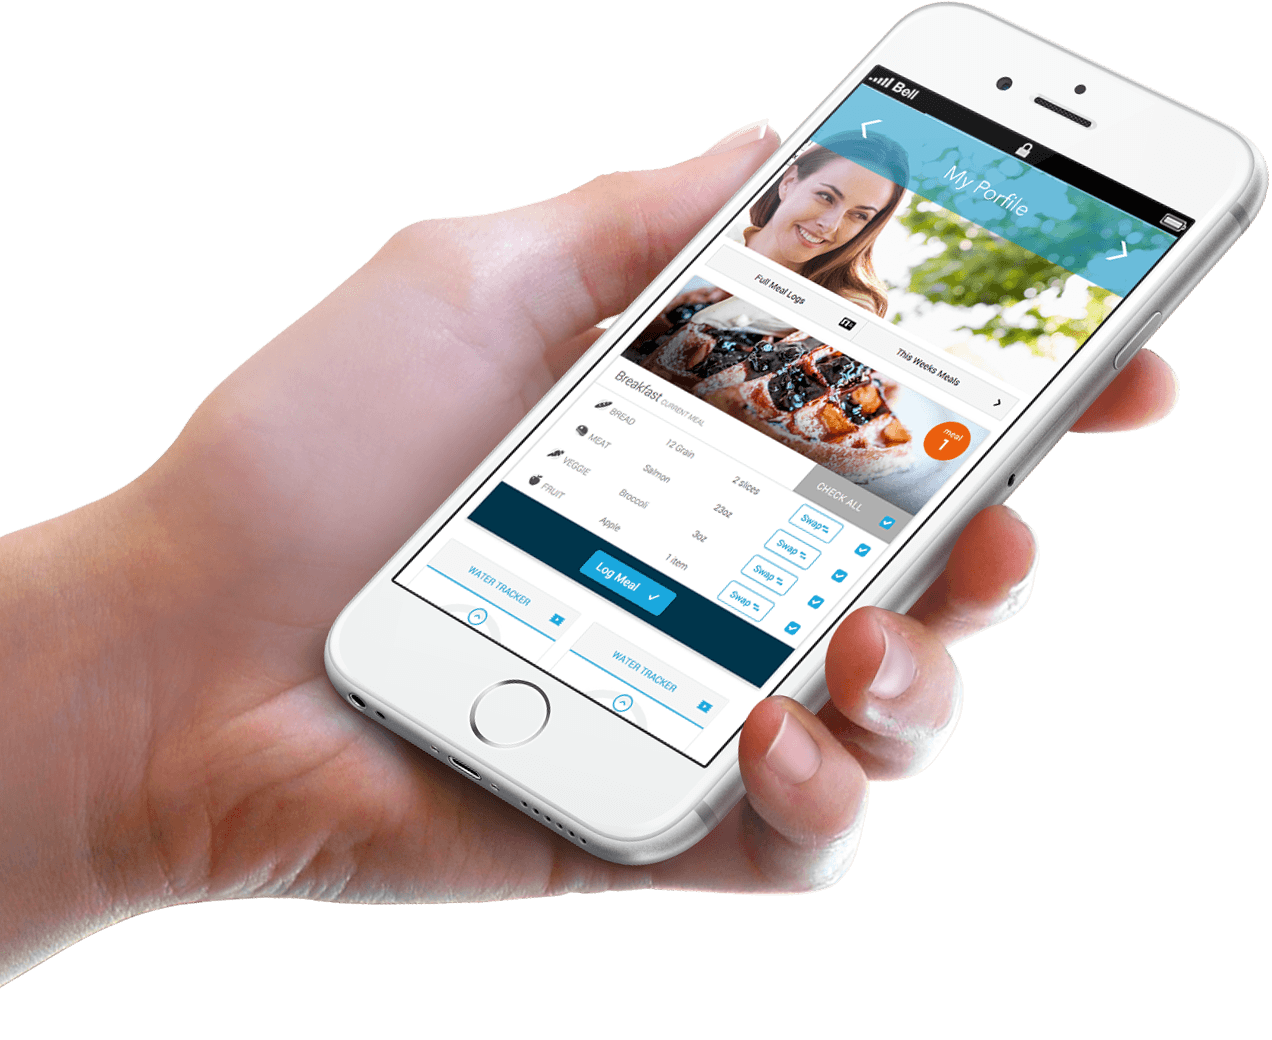 Bell
My Porfile
Full Meal Logs
This Weeks Meals
meal
1
Breakfast CURRENT MEAL
CHECK ALL
BREAD 12 Grain 2 slices Swap
MEAT Salmon 23oz Swap
VEGGIE Broccoli 3oz Swap
FRUIT Apple 1 item Swap
Log Meal
WATER TRACKER
WATER TRACKER